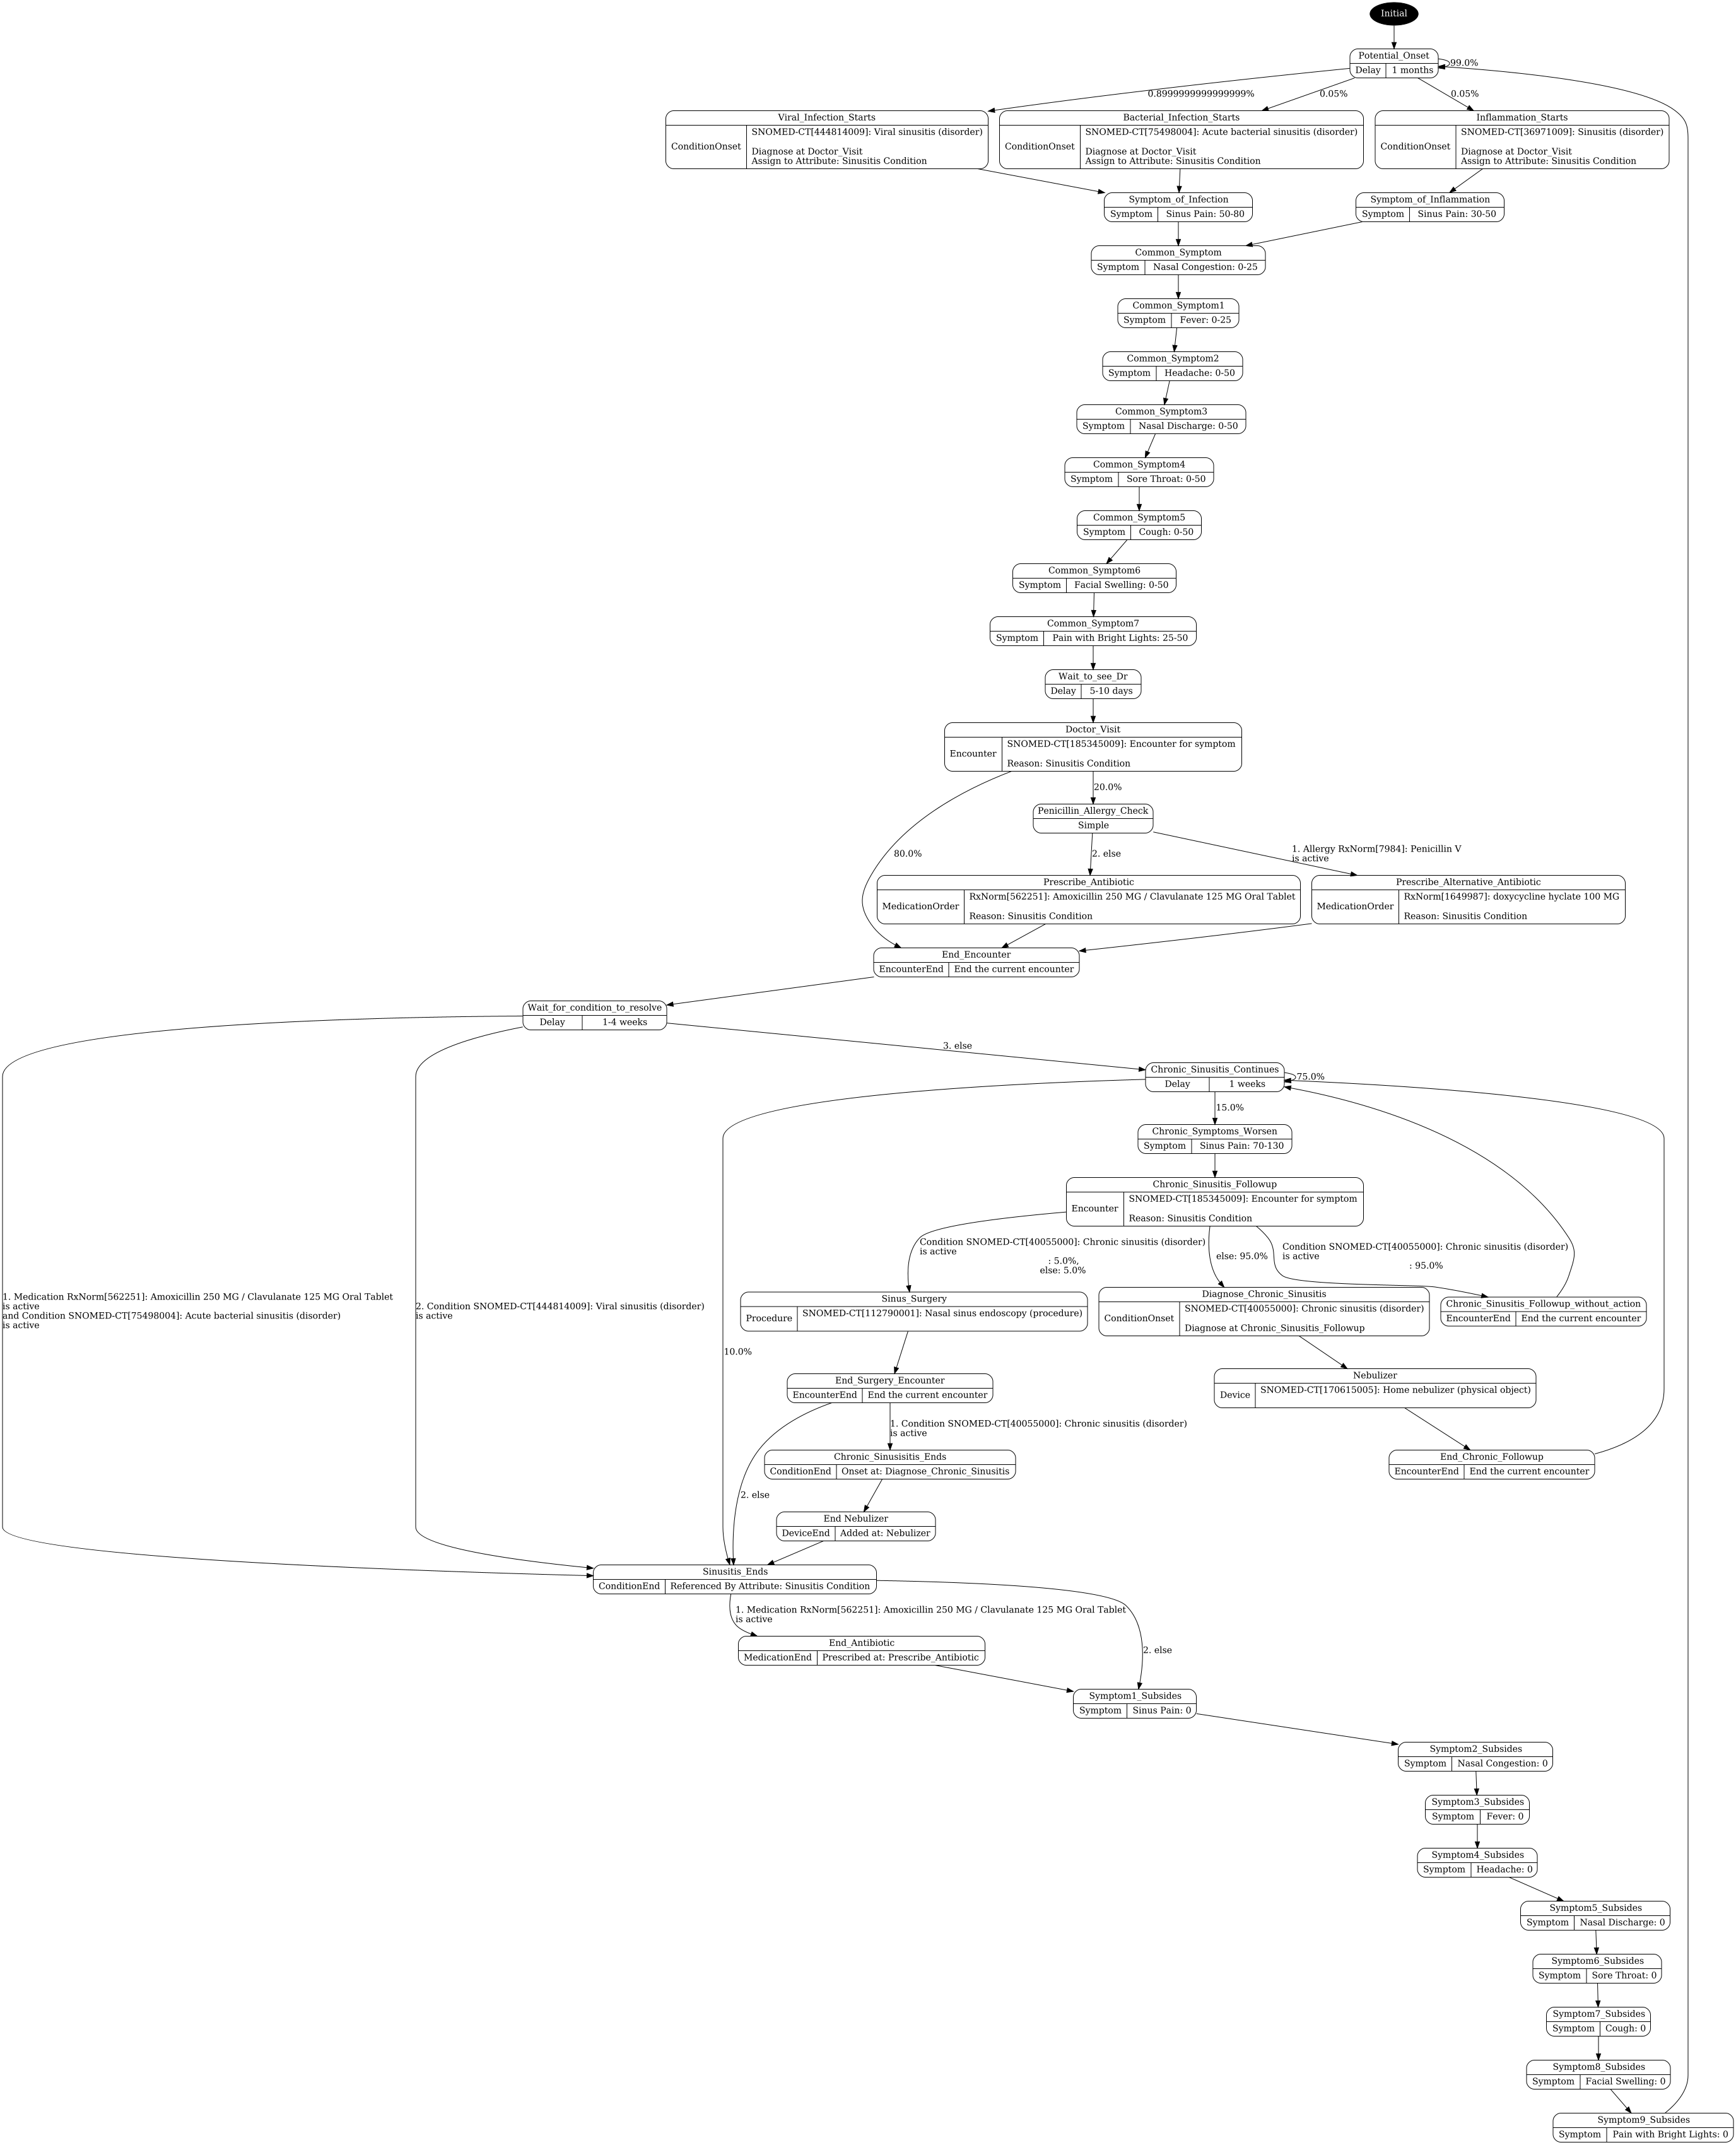 Initial
Potential_Onset
Delay 1 months
99.0%
0.8999999999999999%
0.05%
0.05%
Viral_Infection_Starts
ConditionOnset
SNOMED-CT[444814009]: Viral sinusitis (disorder)
Diagnose at Doctor_Visit
Assign to Attribute: Sinusitis Condition
Bacterial_Infection_Starts
ConditionOnset
SNOMED-CT[75498004]: Acute bacterial sinusitis (disorder)
Diagnose at Doctor_Visit
Assign to Attribute: Sinusitis Condition
Inflammation_Starts
ConditionOnset
SNOMED-CT[36971009]: Sinusitis (disorder)
Diagnose at Doctor_Visit
Assign to Attribute: Sinusitis Condition
Symptom_of_Infection
Symptom Sinus Pain: 50-80
Symptom_of_Inflammation
Symptom Sinus Pain: 30-50
Common_Symptom
Symptom Nasal Congestion: 0-25
Common_Symptom1
Symptom Fever: 0-25
Common_Symptom2
Symptom Headache: 0-50
Common_Symptom3
Symptom Nasal Discharge: 0-50
Common_Symptom4
Symptom Sore Throat: 0-50
Common_Symptom5
Symptom Cough: 0-50
Common_Symptom6
Symptom Facial Swelling: 0-50
Common_Symptom7
Symptom Pain with Bright Lights: 25-50
Wait_to_see_Dr
Delay 5-10 days
Doctor_Visit
Encounter
SNOMED-CT[185345009]: Encounter for symptom
Reason: Sinusitis Condition
20.0%
80.0%
Penicillin_Allergy_Check
Simple
2. else
1. Allergy RxNorm[7984]: Penicillin V
is active
Prescribe_Antibiotic
MedicationOrder
RxNorm[562251]: Amoxicillin 250 MG / Clavulanate 125 MG Oral Tablet
Reason: Sinusitis Condition
Prescribe_Alternative_Antibiotic
MedicationOrder
RxNorm[1649987]: doxycycline hyclate 100 MG
Reason: Sinusitis Condition
End_Encounter
EncounterEnd End the current encounter
Wait_for_condition_to_resolve
Delay 1-4 weeks
3. else
Chronic_Sinusitis_Continues
Delay 1 weeks
75.0%
15.0%
Chronic_Symptoms_Worsen
Symptom Sinus Pain: 70-130
Chronic_Sinusitis_Followup
Encounter
SNOMED-CT[185345009]: Encounter for symptom
Reason: Sinusitis Condition
Condition SNOMED-CT[40055000]: Chronic sinusitis (disorder)
is active
: 5.0%,
else: 5.0%
else: 95.0%
Condition SNOMED-CT[40055000]: Chronic sinusitis (disorder)
is active
: 95.0%
1. Medication RxNorm[562251]: Amoxicillin 250 MG / Clavulanate 125 MG Oral Tablet
is active
and Condition SNOMED-CT[75498004]: Acute bacterial sinusitis (disorder)
is active
2. Condition SNOMED-CT[444814009]: Viral sinusitis (disorder)
is active
10.0%
Sinus_Surgery
Procedure
SNOMED-CT[112790001]: Nasal sinus endoscopy (procedure)
Diagnose_Chronic_Sinusitis
ConditionOnset
SNOMED-CT[40055000]: Chronic sinusitis (disorder)
Diagnose at Chronic_Sinusitis_Followup
Chronic_Sinusitis_Followup_without_action
EncounterEnd End the current encounter
End_Surgery_Encounter
EncounterEnd End the current encounter
Nebulizer
Device
SNOMED-CT[170615005]: Home nebulizer (physical object)
1. Condition SNOMED-CT[40055000]: Chronic sinusitis (disorder)
is active
Chronic_Sinusisitis_Ends
ConditionEnd Onset at: Diagnose_Chronic_Sinusitis
End_Chronic_Followup
EncounterEnd End the current encounter
2. else
End Nebulizer
DeviceEnd Added at: Nebulizer
Sinusitis_Ends
ConditionEnd Referenced By Attribute: Sinusitis Condition
1. Medication RxNorm[562251]: Amoxicillin 250 MG / Clavulanate 125 MG Oral Tablet
is active
2. else
End_Antibiotic
MedicationEnd Prescribed at: Prescribe_Antibiotic
Symptom1_Subsides
Symptom Sinus Pain: 0
Symptom2_Subsides
Symptom Nasal Congestion: 0
Symptom3_Subsides
Symptom Fever: 0
Symptom4_Subsides
Symptom Headache: 0
Symptom5_Subsides
Symptom Nasal Discharge: 0
Symptom6_Subsides
Symptom Sore Throat: 0
Symptom7_Subsides
Symptom Cough: 0
Symptom8_Subsides
Symptom Facial Swelling: 0
Symptom9_Subsides
Symptom Pain with Bright Lights: 0